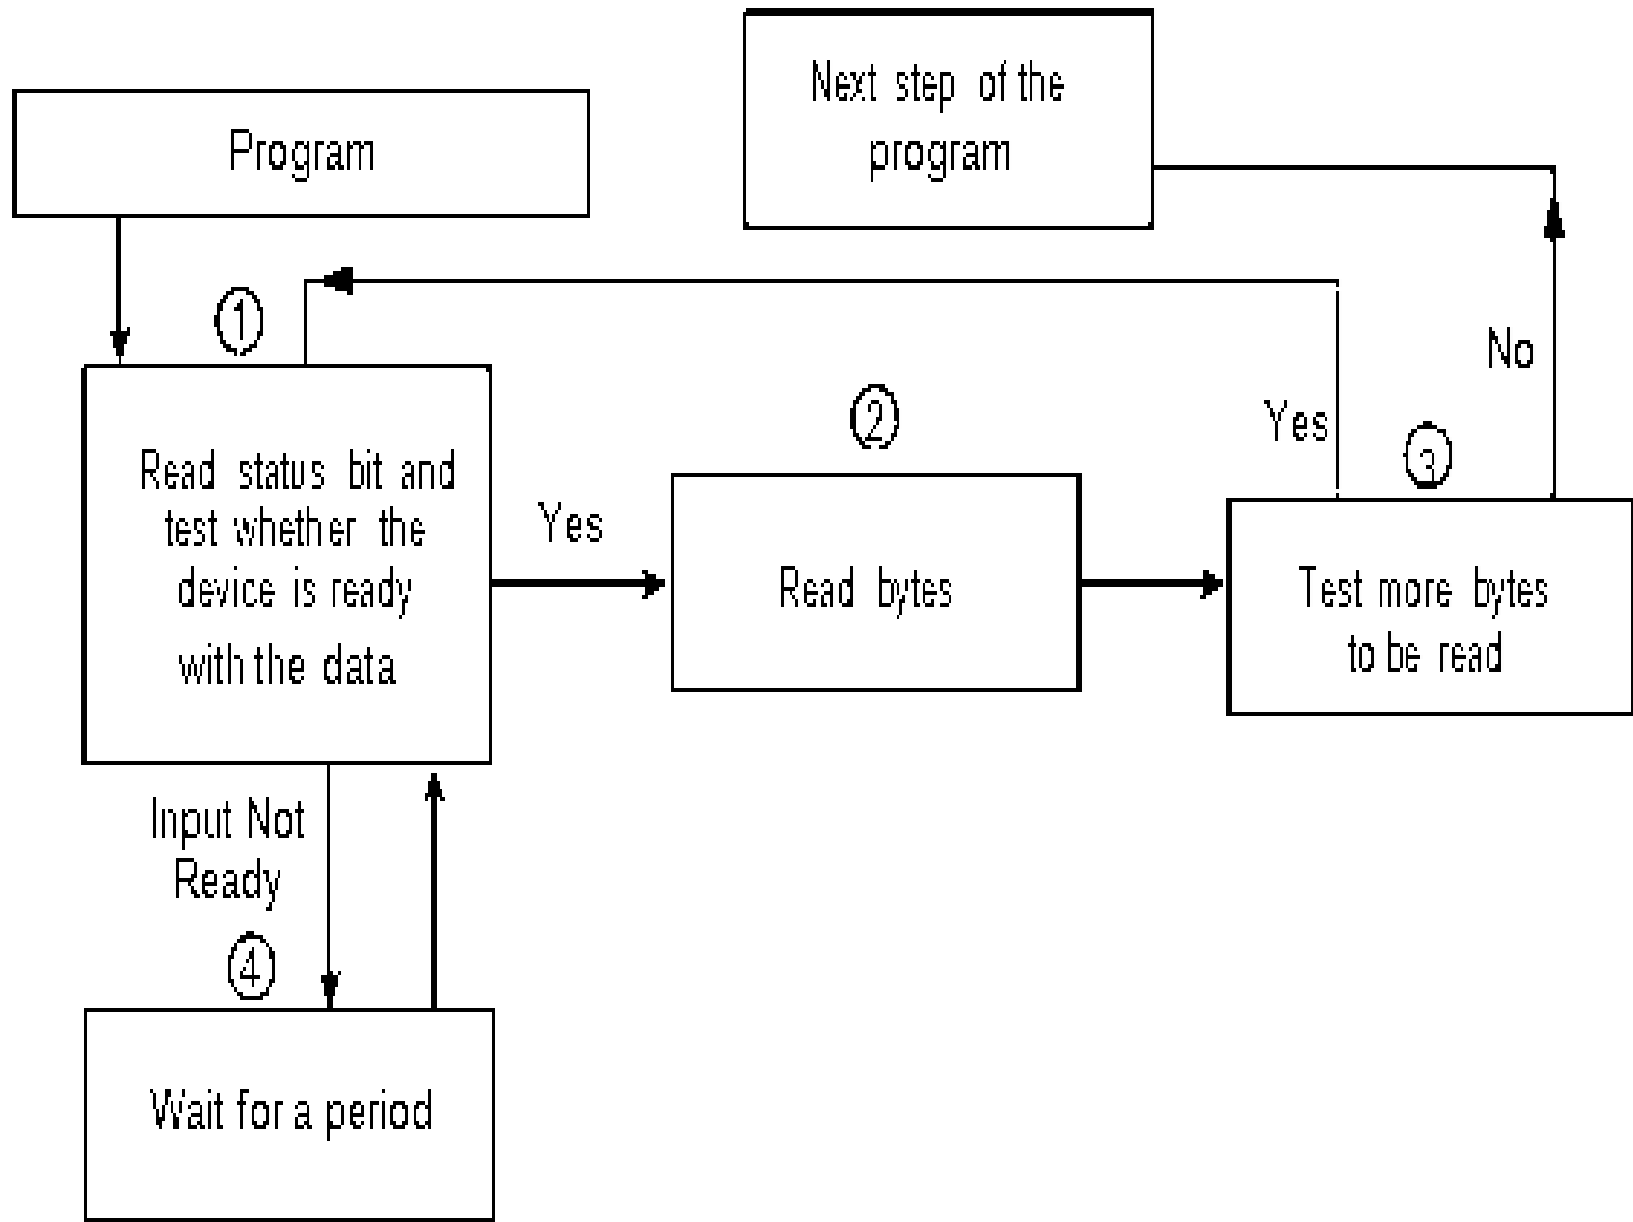 Next step of the
program
Program
1
No
2
Yes
3
Read status bit and
test whether the
device is ready
with the data
Yes
Read bytes
Test more bytes
to be read
Input Not
Ready
4
Wait for a period